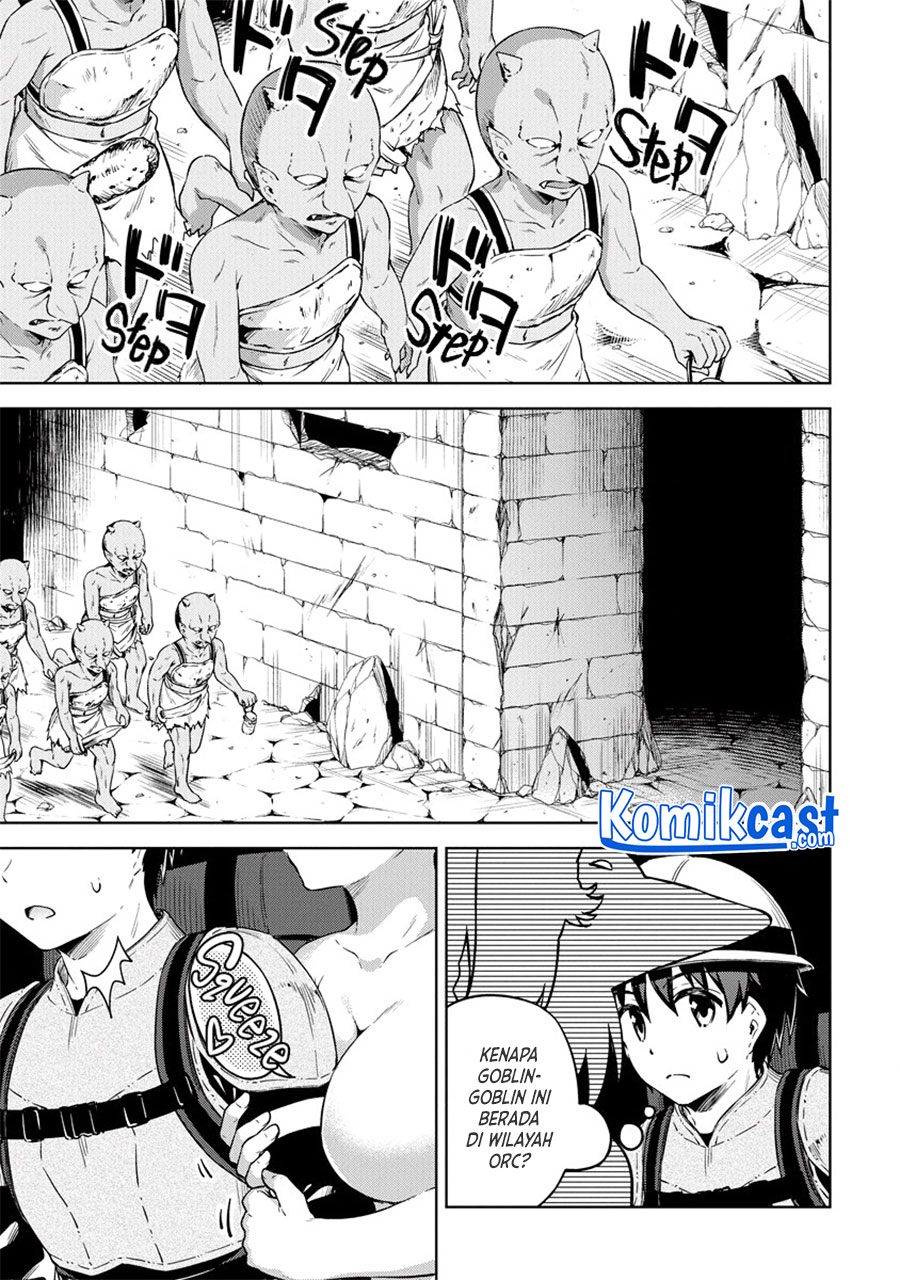 ドタ
Step
ドタ
Step
ドタ
Step
ドタ
Step
Komikcast
.com
KENAPA
GOBLIN-
GOBLIN INI
BERADA
DI WILAYAH
ORC?
Squeeze
♡